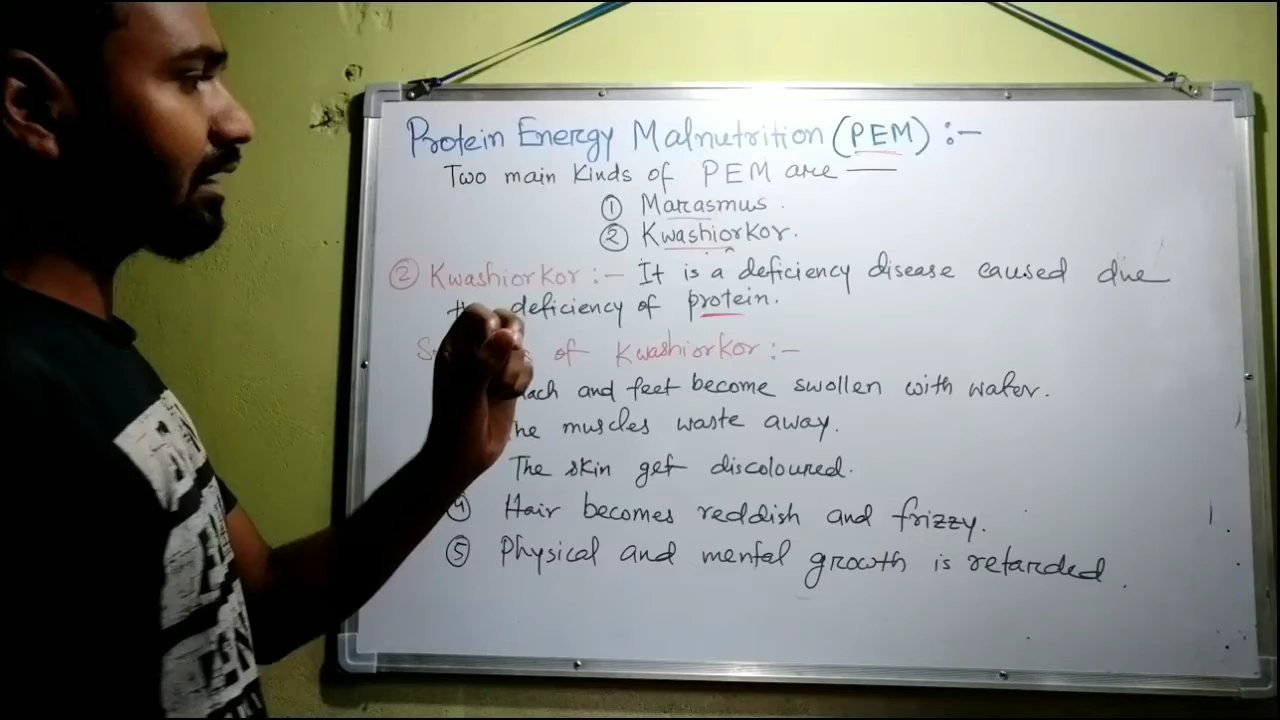 Protein Energy Malnutrition (PEM) :-
Two main kinds of PEM are —
① Marasmus.
② Kwashiorkor.
② Kwashiorkor :- It is a deficiency disease caused due
deficiency of protein.
of Kwashiorkor :-
and feet become swollen with water.
muscles waste away.
The skin get discoloured.
④ Hair becomes reddish and frizzy.
⑤ Physical and mental growth is retarded.